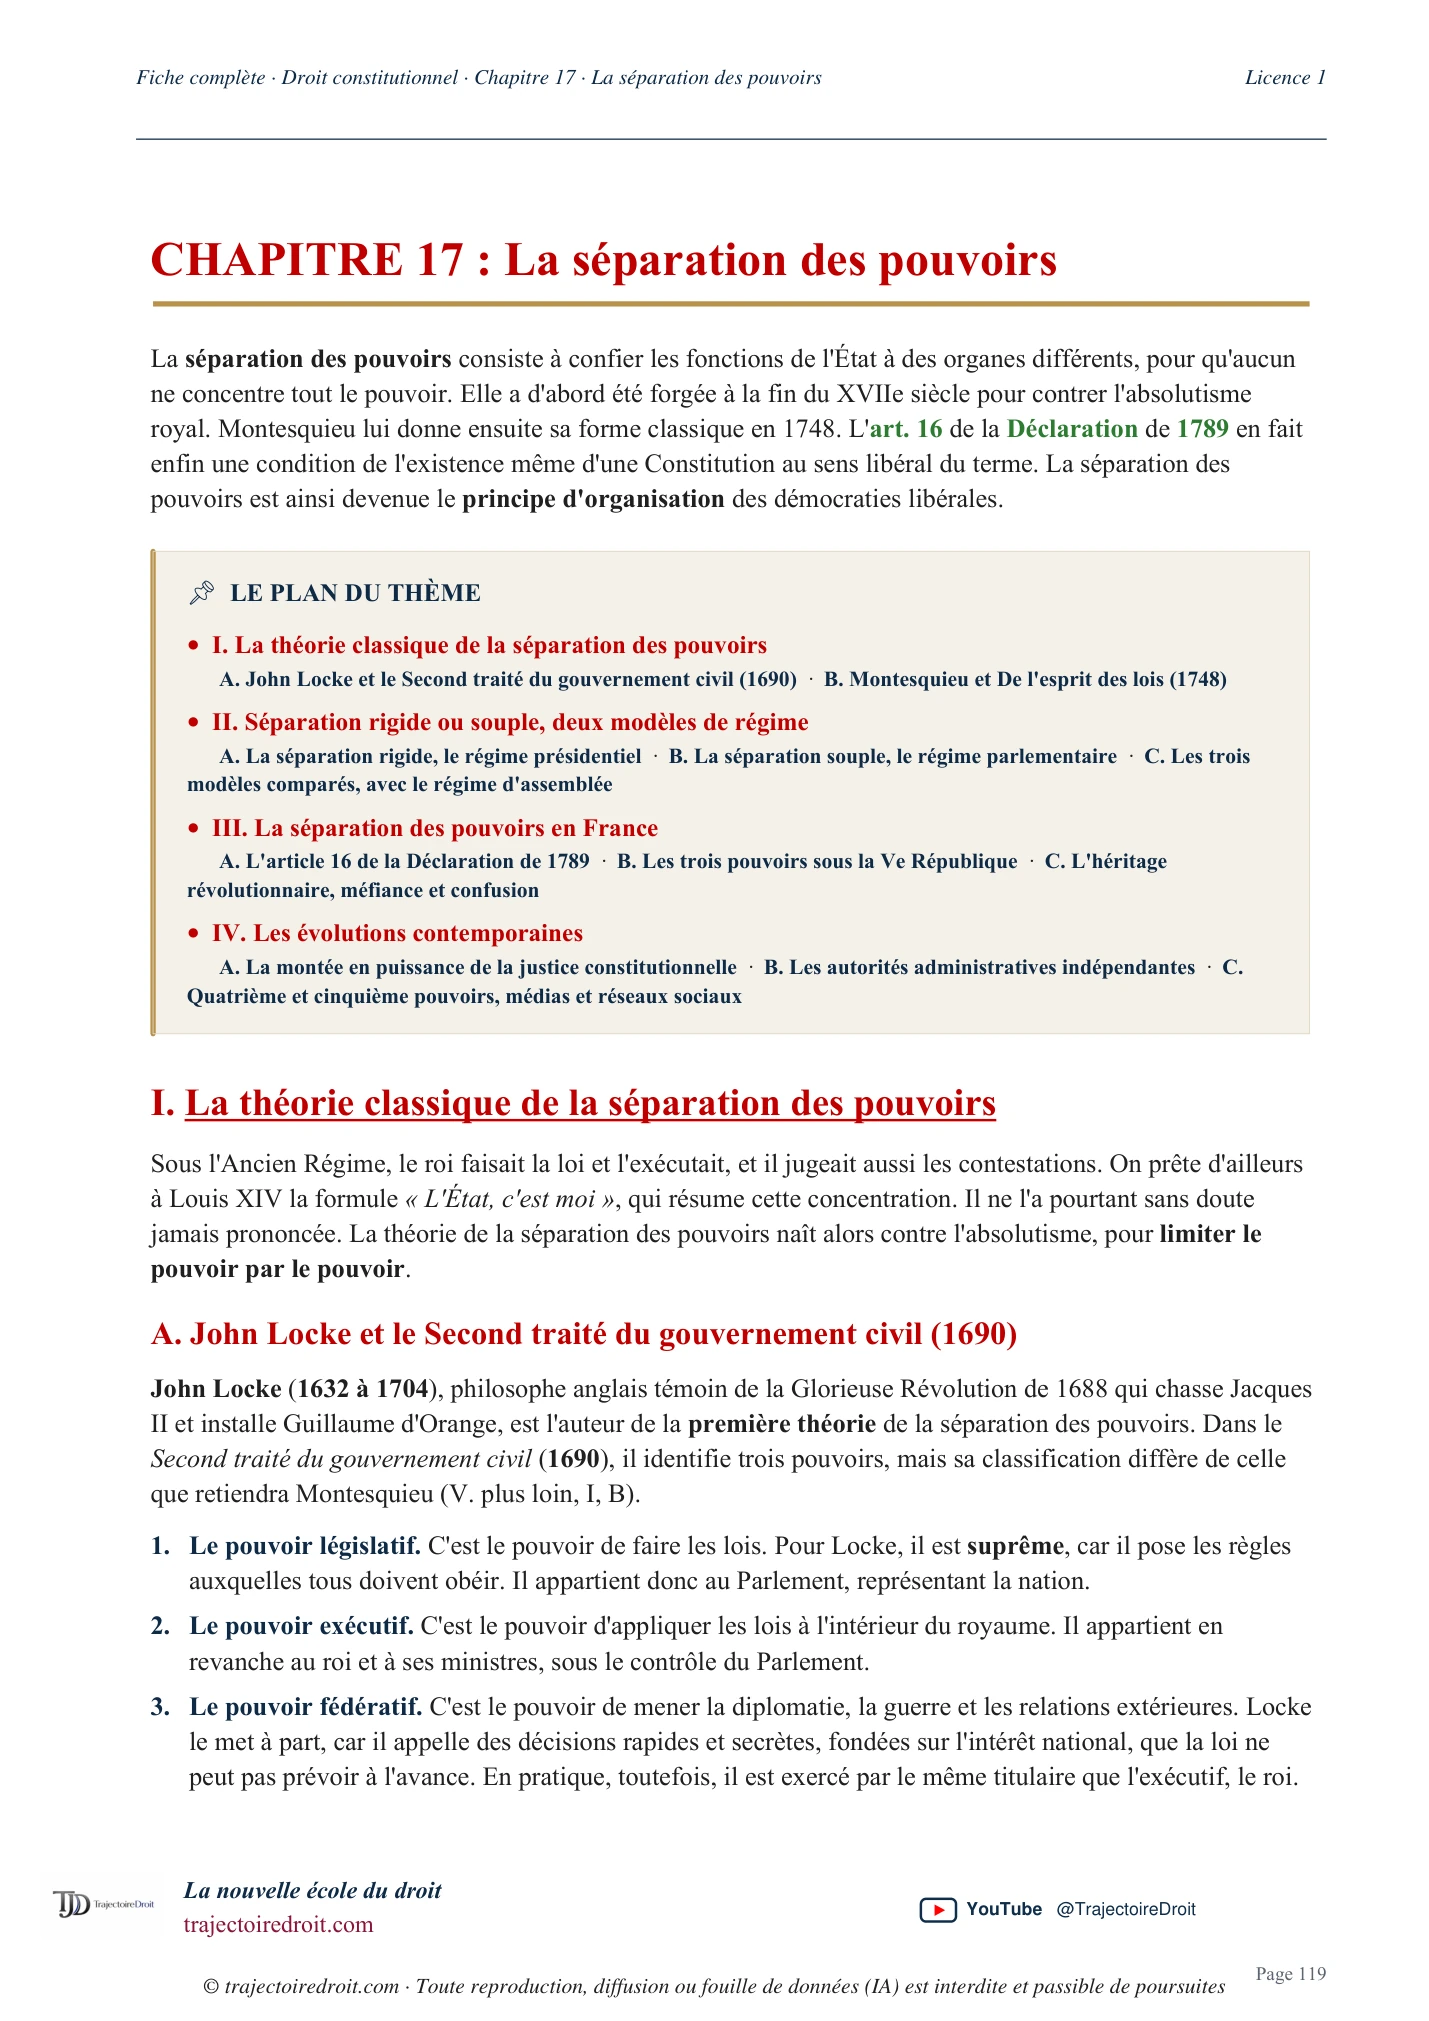 Fiche complète · Droit constitutionnel · Chapitre 17 · La séparation des pouvoirs
Licence 1
CHAPITRE 17 : La séparation des pouvoirs
La séparation des pouvoirs consiste à confier les fonctions de l'État à des organes différents, pour qu'aucun
ne concentre tout le pouvoir. Elle a d'abord été forgée à la fin du XVIIe siècle pour contrer l'absolutisme
royal. Montesquieu lui donne ensuite sa forme classique en 1748. L'art. 16 de la Déclaration de 1789 en fait
enfin une condition de l'existence même d'une Constitution au sens libéral du terme. La séparation des
pouvoirs est ainsi devenue le principe d'organisation des démocraties libérales.
LE PLAN DU THÈME
• I. La théorie classique de la séparation des pouvoirs
A. John Locke et le Second traité du gouvernement civil (1690) · B. Montesquieu et De l'esprit des lois (1748)
• II. Séparation rigide ou souple, deux modèles de régime
A. La séparation rigide, le régime présidentiel · B. La séparation souple, le régime parlementaire · C. Les trois
modèles comparés, avec le régime d'assemblée
• III. La séparation des pouvoirs en France
A. L'article 16 de la Déclaration de 1789 · B. Les trois pouvoirs sous la Ve République · C. L'héritage
révolutionnaire, méfiance et confusion
• IV. Les évolutions contemporaines
A. La montée en puissance de la justice constitutionnelle · B. Les autorités administratives indépendantes · C.
Quatrième et cinquième pouvoirs, médias et réseaux sociaux
I. La théorie classique de la séparation des pouvoirs
Sous l'Ancien Régime, le roi faisait la loi et l'exécutait, et il jugeait aussi les contestations. On prête d'ailleurs
à Louis XIV la formule « L'État, c'est moi », qui résume cette concentration. Il ne l'a pourtant sans doute
jamais prononcée. La théorie de la séparation des pouvoirs naît alors contre l'absolutisme, pour limiter le
pouvoir par le pouvoir.
A. John Locke et le Second traité du gouvernement civil (1690)
John Locke (1632 à 1704), philosophe anglais témoin de la Glorieuse Révolution de 1688 qui chasse Jacques
II et installe Guillaume d'Orange, est l'auteur de la première théorie de la séparation des pouvoirs. Dans le
Second traité du gouvernement civil (1690), il identifie trois pouvoirs, mais sa classification diffère de celle
que retiendra Montesquieu (V. plus loin, I, B).
1. Le pouvoir législatif. C'est le pouvoir de faire les lois. Pour Locke, il est suprême, car il pose les règles
auxquelles tous doivent obéir. Il appartient donc au Parlement, représentant la nation.
2. Le pouvoir exécutif. C'est le pouvoir d'appliquer les lois à l'intérieur du royaume. Il appartient en
revanche au roi et à ses ministres, sous le contrôle du Parlement.
3. Le pouvoir fédératif. C'est le pouvoir de mener la diplomatie, la guerre et les relations extérieures. Locke
le met à part, car il appelle des décisions rapides et secrètes, fondées sur l'intérêt national, que la loi ne
peut pas prévoir à l'avance. En pratique, toutefois, il est exercé par le même titulaire que l'exécutif, le roi.
TJD TrajectoireDroit
La nouvelle école du droit
trajectoiredroit.com
YouTube @TrajectoireDroit
© trajectoiredroit.com · Toute reproduction, diffusion ou fouille de données (IA) est interdite et passible de poursuites
Page 119